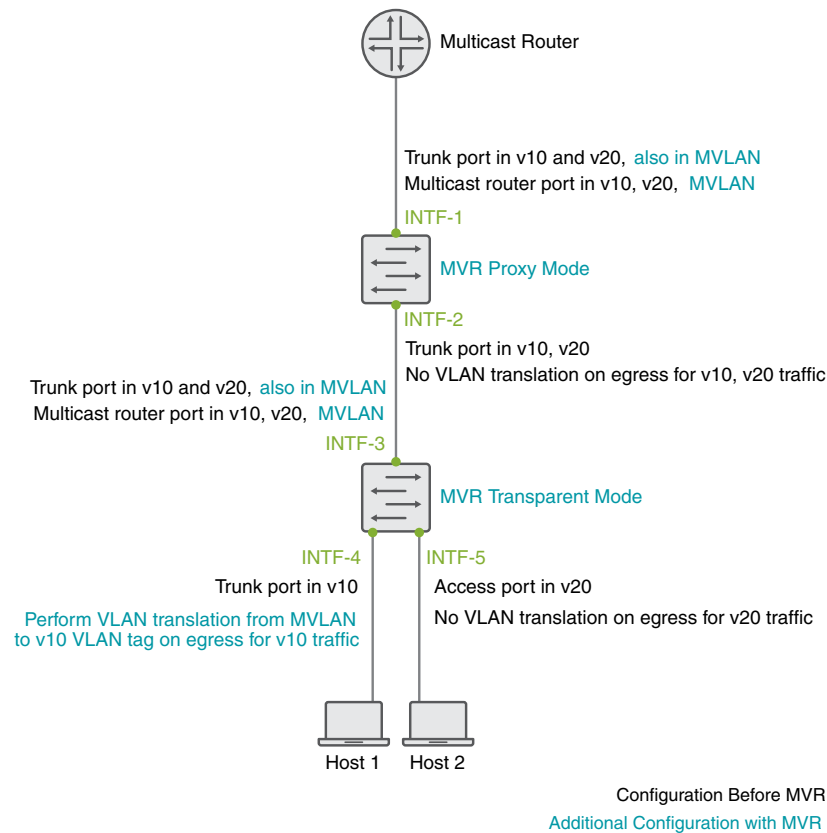 Multicast Router
Trunk port in v10 and v20, also in MVLAN
Multicast router port in v10, v20, MVLAN
INTF-1
MVR Proxy Mode
INTF-2
Trunk port in v10, v20
No VLAN translation on egress for v10, v20 traffic
Trunk port in v10 and v20, also in MVLAN
Multicast router port in v10, v20, MVLAN
INTF-3
MVR Transparent Mode
INTF-4
Trunk port in v10
Perform VLAN translation from MVLAN
to v10 VLAN tag on egress for v10 traffic
INTF-5
Access port in v20
No VLAN translation on egress for v20 traffic
Host 1
Host 2
Configuration Before MVR
Additional Configuration with MVR